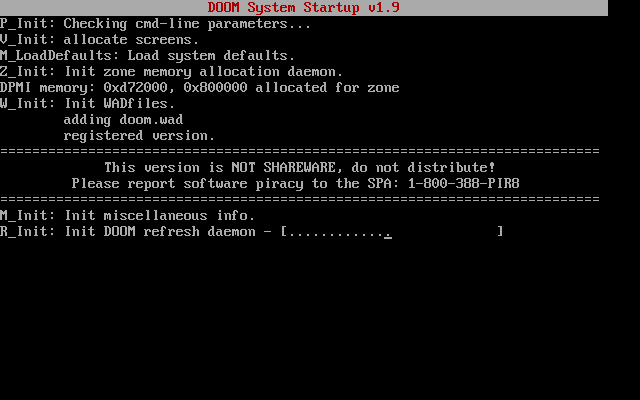 DOOM System Startup v1.9
P_Init: Checking cmd-line parameters...
V_Init: allocate screens.
M_LoadDefaults: Load system defaults.
Z_Init: Init zone memory allocation daemon.
DPMI memory: 0xd72000, 0x800000 allocated for zone
W_Init: Init WADfiles.
        adding doom.wad
        registered version.
===========================================================================
             This version is NOT SHAREWARE, do not distribute!
         Please report software piracy to the SPA: 1-800-388-PIR8
===========================================================================
M_Init: Init miscellaneous info.
R_Init: Init DOOM refresh daemon - [.............             ]